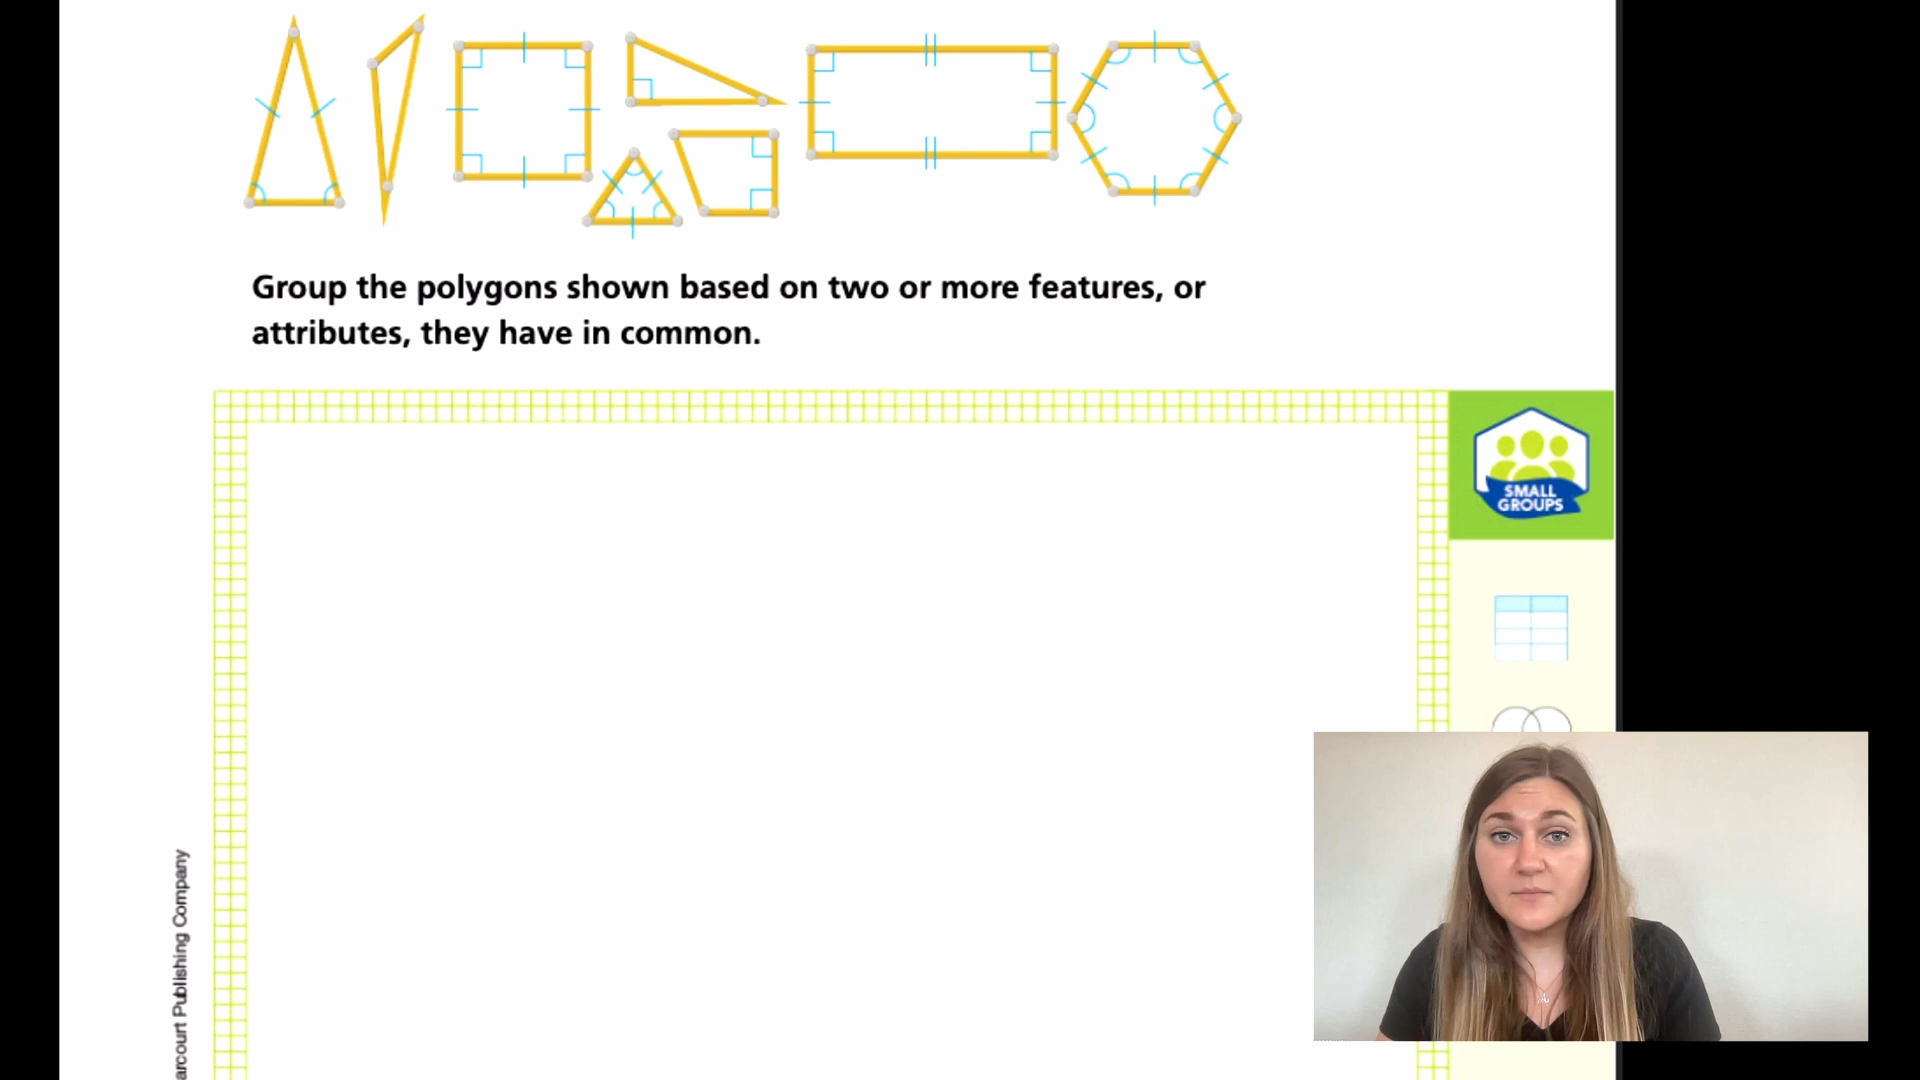 Group the polygons shown based on two or more features, or
attributes, they have in common.
SMALL
GROUPS
arcourt Publishing Company